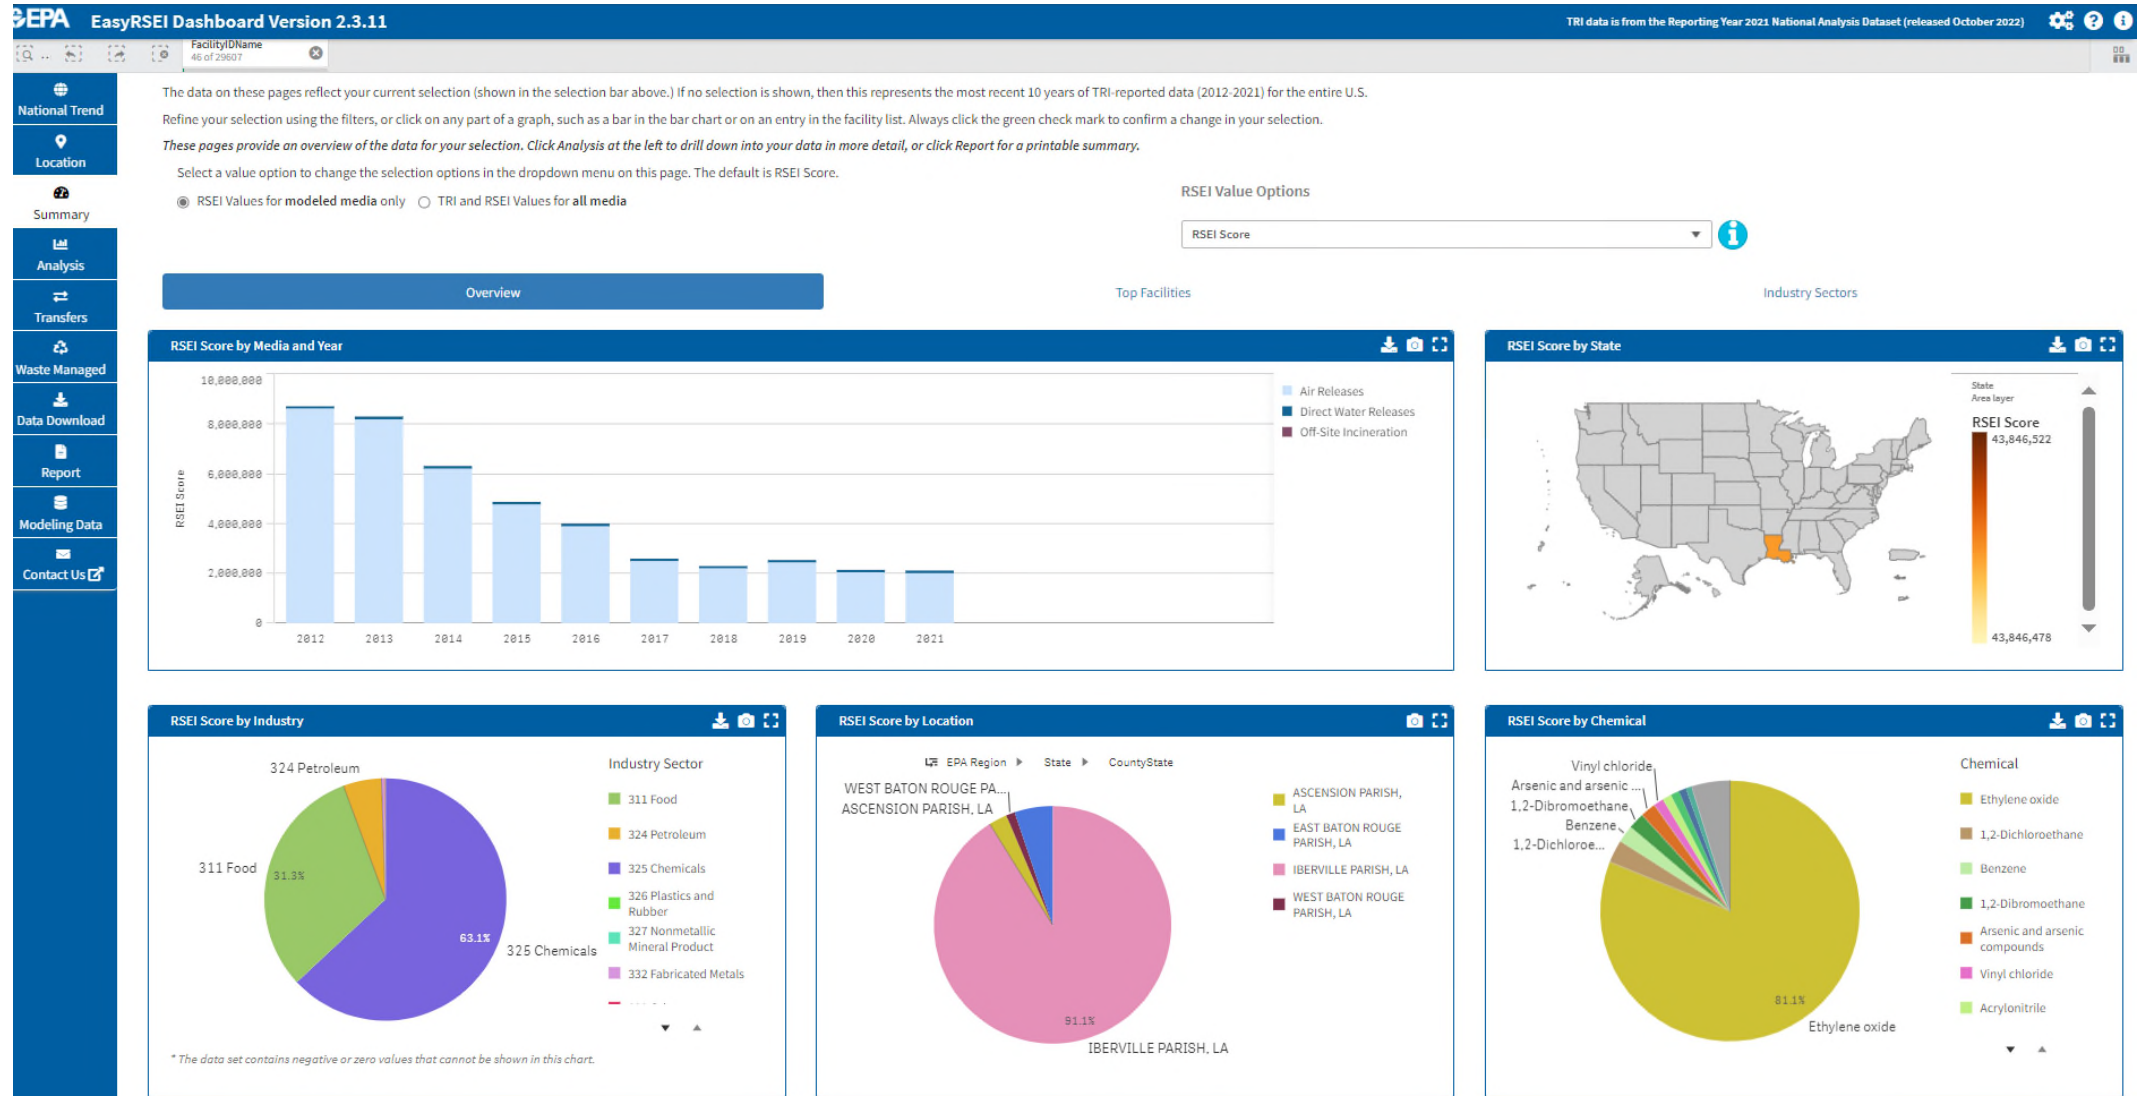 EPA EasyRSEI Dashboard Version 2.3.11
TRI data is from the Reporting Year 2021 National Analysis Dataset (released October 2022)
FacilityIDName
46 of 29607
National Trend
Location
Summary
Analysis
Transfers
Waste Managed
Data Download
Report
Modeling Data
Contact Us
The data on these pages reflect your current selection (shown in the selection bar above.) If no selection is shown, then this represents the most recent 10 years of TRI-reported data (2012-2021) for the entire U.S.
Refine your selection using the filters, or click on any part of a graph, such as a bar in the bar chart or on an entry in the facility list. Always click the green check mark to confirm a change in your selection.
These pages provide an overview of the data for your selection. Click Analysis at the left to drill down into your data in more detail, or click Report for a printable summary.
Select a value option to change the selection options in the dropdown menu on this page. The default is RSEI Score.
RSEI Values for modeled media only TRI and RSEI Values for all media
RSEI Value Options
RSEI Score
Overview
Top Facilities
Industry Sectors
RSEI Score by Media and Year
RSEI Score
10,000,000
8,000,000
6,000,000
4,000,000
2,000,000
0
2012 2013 2014 2015 2016 2017 2018 2019 2020 2021
Air Releases
Direct Water Releases
Off-Site Incineration
RSEI Score by State
State
Area layer
RSEI Score
43,846,522
43,846,478
RSEI Score by Industry
324 Petroleum
311 Food
31.3%
63.1%
325 Chemicals
Industry Sector
311 Food
324 Petroleum
325 Chemicals
326 Plastics and
Rubber
327 Nonmetallic
Mineral Product
332 Fabricated Metals
* The data set contains negative or zero values that cannot be shown in this chart.
RSEI Score by Location
EPA Region State CountyState
WEST BATON ROUGE PA...
ASCENSION PARISH, LA
91.1%
IBERVILLE PARISH, LA
ASCENSION PARISH,
LA
EAST BATON ROUGE
PARISH, LA
IBERVILLE PARISH, LA
WEST BATON ROUGE
PARISH, LA
RSEI Score by Chemical
Vinyl chloride
Arsenic and arsenic ...
1,2-Dibromoethane
Benzene
1,2-Dichloroe...
81.1%
Ethylene oxide
Chemical
Ethylene oxide
1,2-Dichloroethane
Benzene
1,2-Dibromoethane
Arsenic and arsenic
compounds
Vinyl chloride
Acrylonitrile